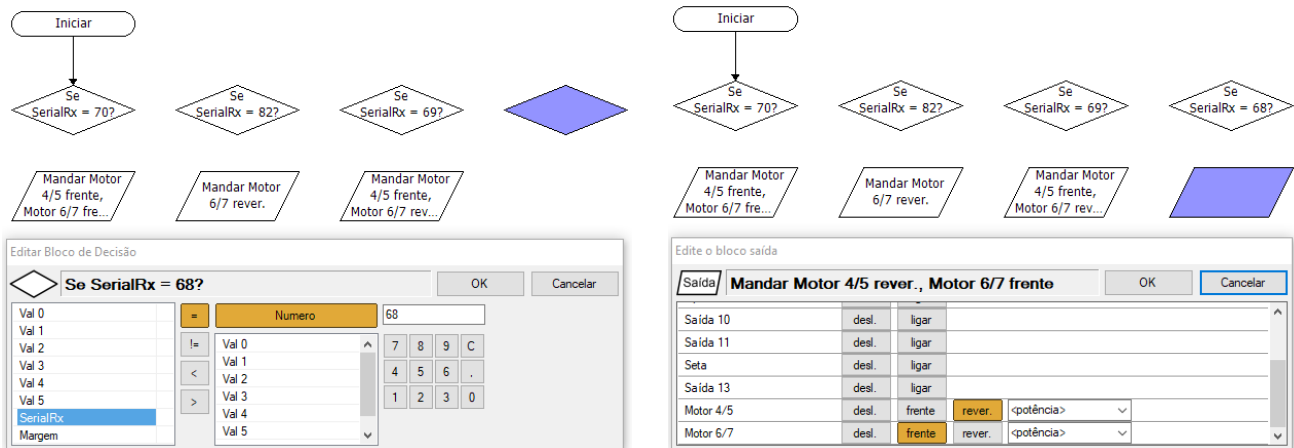 Iniciar
Se
SerialRx = 70?
Se
SerialRx = 82?
Se
SerialRx = 69?
Mandar Motor
4/5 frente,
Motor 6/7 fre...
Mandar Motor
6/7 rever.
Mandar Motor
4/5 frente,
Motor 6/7 rev...
Editar Bloco de Decisão
Se SerialRx = 68?
OK
Cancelar
Val 0
Val 1
Val 2
Val 3
Val 4
Val 5
SerialRx
Margem
=
!=
<
>
Numero
68
Val 0
Val 1
Val 2
Val 3
Val 4
Val 5
7 8 9 C
4 5 6 .
1 2 3 0
Iniciar
Se
SerialRx = 70?
Se
SerialRx = 82?
Se
SerialRx = 69?
Se
SerialRx = 68?
Mandar Motor
4/5 frente,
Motor 6/7 fre...
Mandar Motor
6/7 rever.
Mandar Motor
4/5 frente,
Motor 6/7 rev...
Edite o bloco saída
Saída
Mandar Motor 4/5 rever., Motor 6/7 frente
OK
Cancelar
Saída 10 desl. ligar
Saída 11 desl. ligar
Seta desl. ligar
Saída 13 desl. ligar
Motor 4/5 desl. frente rever. <potência>
Motor 6/7 desl. frente rever. <potência>